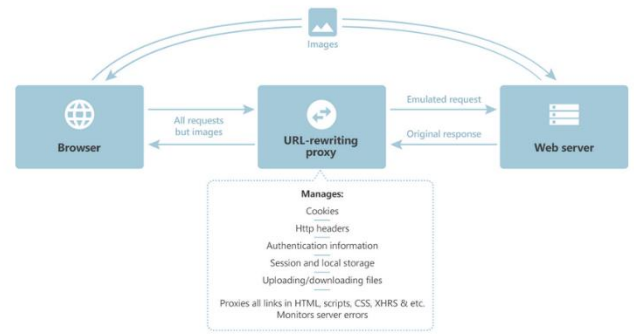 Images
Browser
All requests
but images
URL-rewriting
proxy
Emulated request
Original response
Web server
Manages:
Cookies
Http headers
Authentication information
Session and local storage
Uploading/downloading files
Proxies all links in HTML, scripts, CSS, XHRS & etc.
Monitors server errors